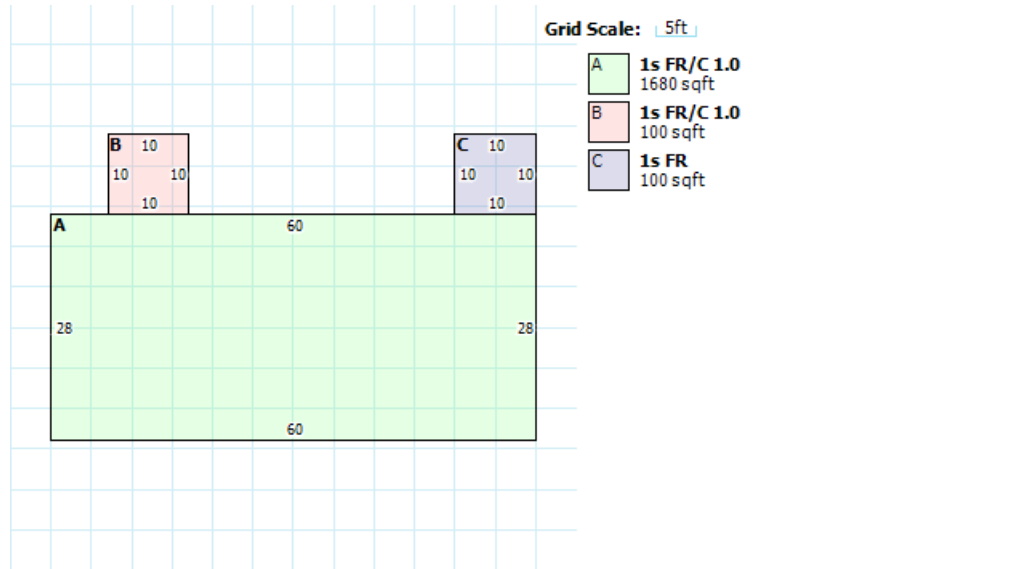 Grid Scale: 5ft
A 1s FR/C 1.0
1680 sqft
B 1s FR/C 1.0
100 sqft
C 1s FR
100 sqft
B 10
10 10
10
C 10
10 10
10
A 60
28 28
60